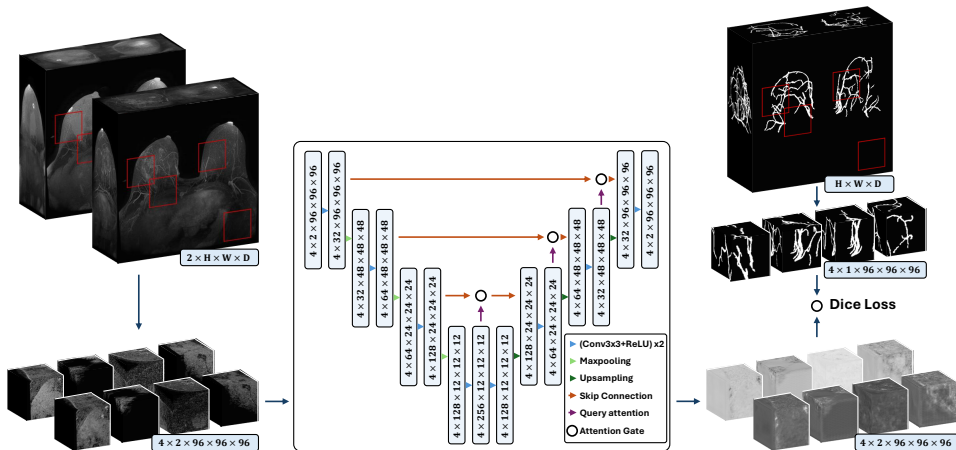 2 × H × W × D
4 × 2 × 96 × 96 × 96
4 × 2 × 96 × 96 × 96
4 × 32 × 96 × 96 × 96
4 × 32 × 48 × 48 × 48
4 × 64 × 48 × 48 × 48
4 × 64 × 24 × 24 × 24
4 × 128 × 24 × 24 × 24
4 × 128 × 12 × 12 × 12
4 × 256 × 12 × 12 × 12
4 × 128 × 12 × 12 × 12
4 × 128 × 24 × 24 × 24
4 × 64 × 24 × 24 × 24
4 × 64 × 48 × 48 × 48
4 × 32 × 48 × 48 × 48
4 × 32 × 96 × 96 × 96
4 × 2 × 96 × 96 × 96
(Conv3x3+ReLU) x2
Maxpooling
Upsampling
Skip Connection
Query attention
Attention Gate
H × W × D
4 × 1 × 96 × 96 × 96
Dice Loss
4 × 2 × 96 × 96 × 96